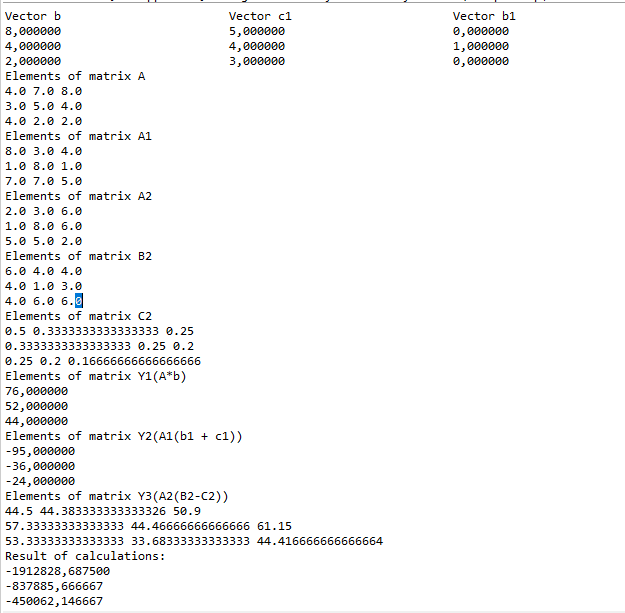 Vector b Vector c1 Vector b1
8,000000 5,000000 0,000000
4,000000 4,000000 1,000000
2,000000 3,000000 0,000000
Elements of matrix A
4.0 7.0 8.0
3.0 5.0 4.0
4.0 2.0 2.0
Elements of matrix A1
8.0 3.0 4.0
1.0 8.0 1.0
7.0 7.0 5.0
Elements of matrix A2
2.0 3.0 6.0
1.0 8.0 6.0
5.0 5.0 2.0
Elements of matrix B2
6.0 4.0 4.0
4.0 1.0 3.0
4.0 6.0 6.0
Elements of matrix C2
0.5 0.3333333333333333 0.25
0.3333333333333333 0.25 0.2
0.25 0.2 0.16666666666666666
Elements of matrix Y1(A*b)
76,000000
52,000000
44,000000
Elements of matrix Y2(A1(b1 + c1))
-95,000000
-36,000000
-24,000000
Elements of matrix Y3(A2(B2-C2))
44.5 44.383333333333326 50.9
57.33333333333333 44.46666666666666 61.15
53.33333333333333 33.68333333333333 44.416666666666664
Result of calculations:
-1912828,687500
-837885,666667
-450062,146667